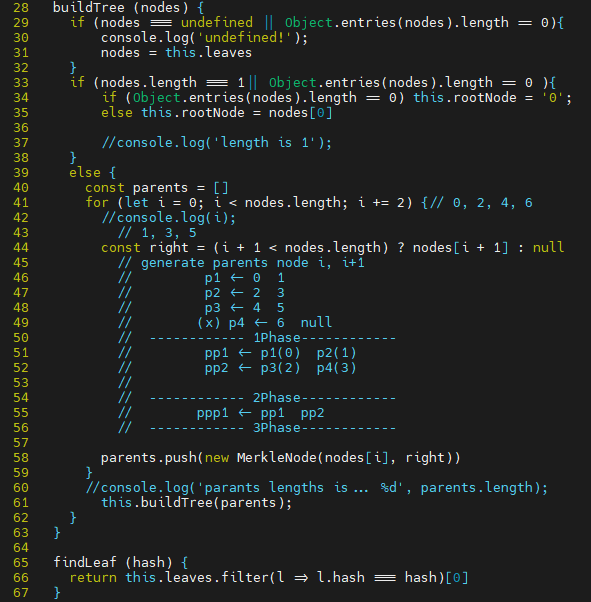 28 buildTree (nodes) {
29 if (nodes === undefined || Object.entries(nodes).length == 0){
30 console.log('undefined!');
31 nodes = this.leaves
32 }
33 if (nodes.length === 1|| Object.entries(nodes).length == 0 ){
34 if (Object.entries(nodes).length == 0) this.rootNode = '0';
35 else this.rootNode = nodes[0]
36
37 //console.log('length is 1');
38 }
39 else {
40 const parents = []
41 for (let i = 0; i < nodes.length; i += 2) {// 0, 2, 4, 6
42 //console.log(i);
43 // 1, 3, 5
44 const right = (i + 1 < nodes.length) ? nodes[i + 1] : null
45 // generate parents node i, i+1
46 // p1 <- 0 1
47 // p2 <- 2 3
48 // p3 <- 4 5
49 // (x) p4 <- 6 null
50 // ------------ 1Phase------------
51 // pp1 <- p1(0) p2(1)
52 // pp2 <- p3(2) p4(3)
53 //
54 // ------------ 2Phase------------
55 // ppp1 <- pp1 pp2
56 // ------------ 3Phase------------
57
58 parents.push(new MerkleNode(nodes[i], right))
59 }
60 //console.log('parants lengths is... %d', parents.length);
61 this.buildTree(parents);
62 }
63 }
64
65 findLeaf (hash) {
66 return this.leaves.filter(l => l.hash === hash)[0]
67 }